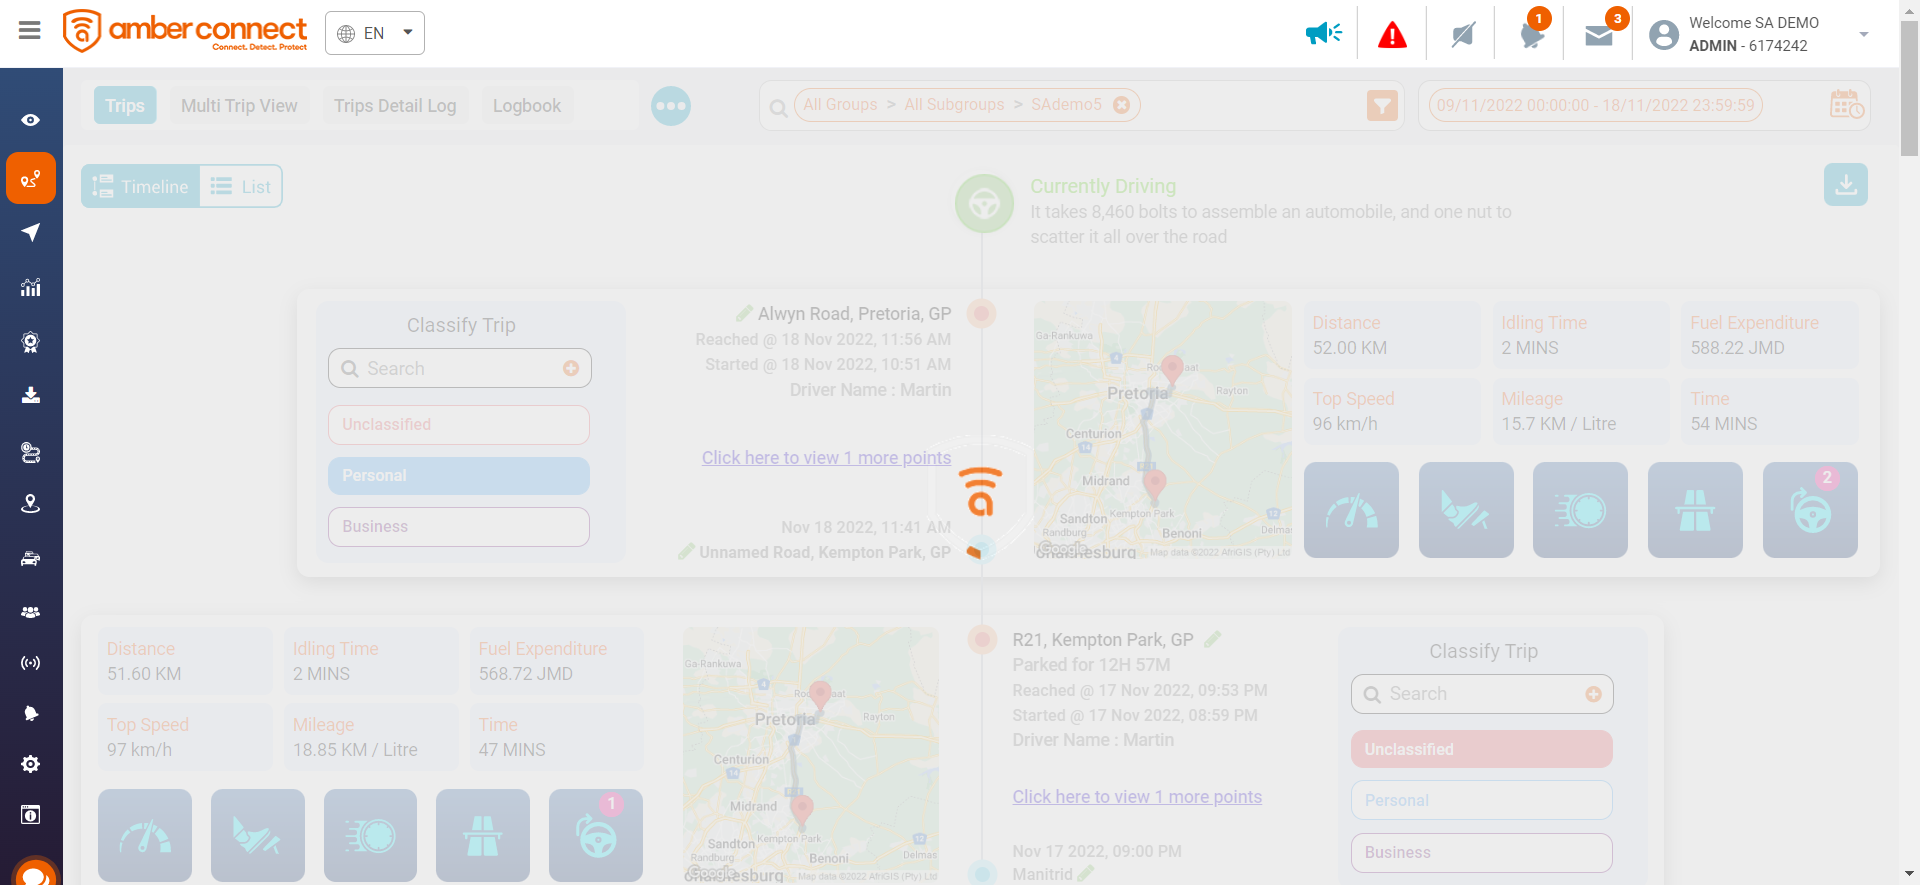 amber connect
Connect. Detect. Protect
EN
1
3
Welcome SA DEMO
ADMIN - 6174242
Trips
Multi Trip View
Trips Detail Log
Logbook
All Groups > All Subgroups > SAdemo5
09/11/2022 00:00:00 - 18/11/2022 23:59:59
Timeline
List
Currently Driving
It takes 8,460 bolts to assemble an automobile, and one nut to
scatter it all over the road
Classify Trip
Search
Unclassified
Personal
Business
Alwyn Road, Pretoria, GP
Reached @ 18 Nov 2022, 11:56 AM
Started @ 18 Nov 2022, 10:51 AM
Driver Name : Martin
Click here to view 1 more points
Nov 18 2022, 11:41 AM
Unnamed Road, Kempton Park, GP
Ga-Rankuwa
Pretoria
Rayton
Centurion
Midrand
Kempton Park
Sandton
Randburg
Benoni
Delmas
Google
Map data ©2022 AfriGIS (Pty) Ltd
Distance
52.00 KM
Idling Time
2 MINS
Fuel Expenditure
588.22 JMD
Top Speed
96 km/h
Mileage
15.7 KM / Litre
Time
54 MINS
2
Distance
51.60 KM
Idling Time
2 MINS
Fuel Expenditure
568.72 JMD
Top Speed
97 km/h
Mileage
18.85 KM / Litre
Time
47 MINS
1
Ga-Rankuwa
Pretoria
Rayton
Centurion
Midrand
Kempton Park
Sandton
Randburg
Benoni
Delmas
Google
Map data ©2022 AfriGIS (Pty) Ltd
R21, Kempton Park, GP
Parked for 12H 57M
Reached @ 17 Nov 2022, 09:53 PM
Started @ 17 Nov 2022, 08:59 PM
Driver Name : Martin
Click here to view 1 more points
Nov 17 2022, 09:00 PM
Manitrid
Classify Trip
Search
Unclassified
Personal
Business